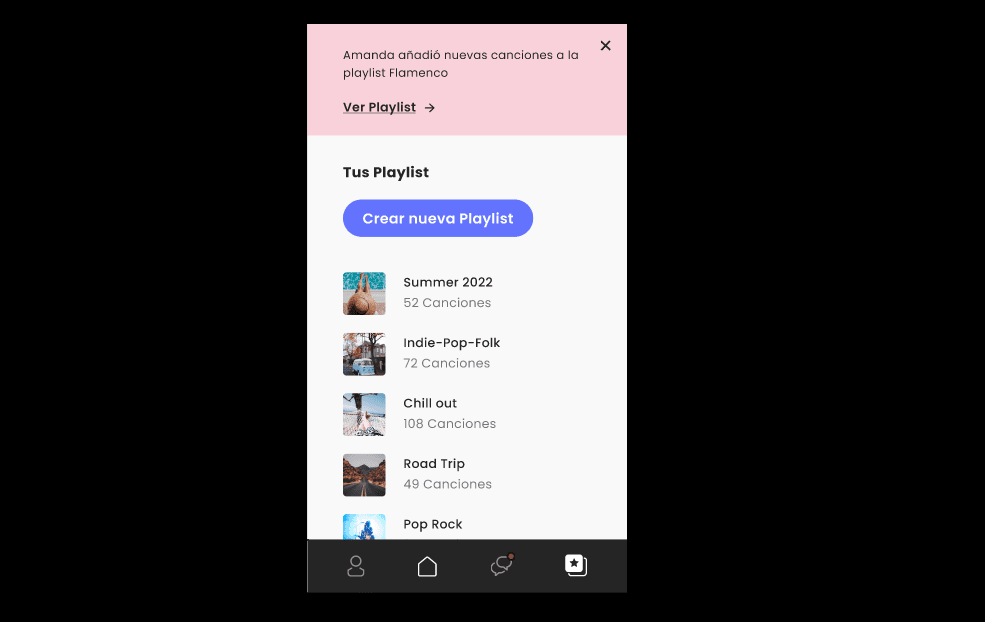 Amanda añadió nuevas canciones a la
playlist Flamenco
Ver Playlist →
Tus Playlist
Crear nueva Playlist
Summer 2022
52 Canciones
Indie-Pop-Folk
72 Canciones
Chill out
108 Canciones
Road Trip
49 Canciones
Pop Rock